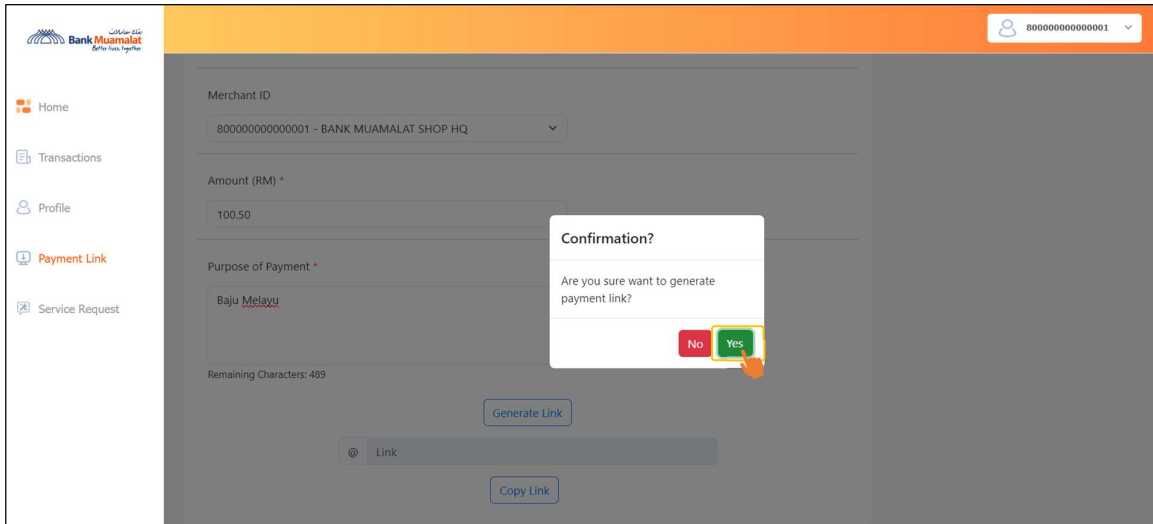 بنك معاملات
Bank Muamalat
Better lives, together
800000000000001
Home
Transactions
Profile
Payment Link
Service Request
Merchant ID
800000000000001 - BANK MUAMALAT SHOP HQ
Amount (RM) *
100.50
Purpose of Payment *
Baju Melayu
Remaining Characters: 489
Generate Link
@ Link
Copy Link
Confirmation?
Are you sure want to generate
payment link?
No Yes